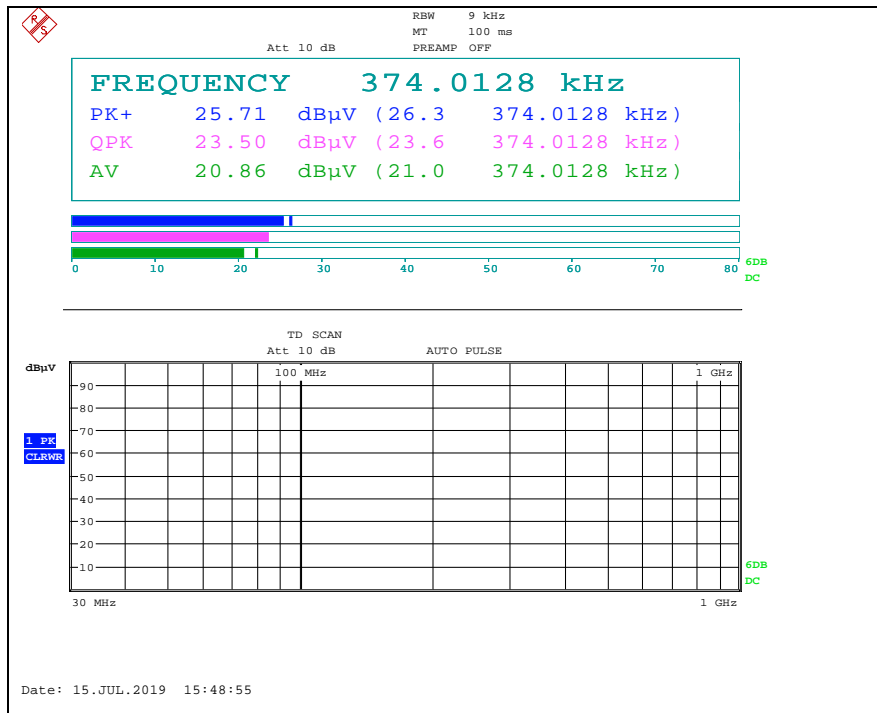 R
S
RBW 9 kHz
MT 100 ms
Att 10 dB PREAMP OFF
FREQUENCY 374.0128 kHz
PK+ 25.71 dBµV (26.3 374.0128 kHz)
QPK 23.50 dBµV (23.6 374.0128 kHz)
AV 20.86 dBµV (21.0 374.0128 kHz)
0 10 20 30 40 50 60 70 80
6DB
DC
TD SCAN
Att 10 dB AUTO PULSE
dBµV
100 MHz 1 GHz
90
80
70
1 PK
CLRWR
60
50
40
30
20
10
6DB
DC
30 MHz 1 GHz
Date: 15.JUL.2019 15:48:55